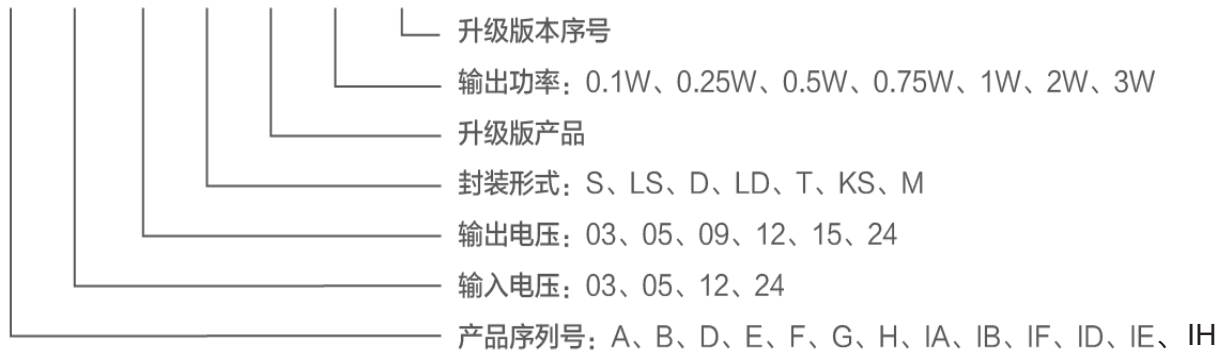 升级版本序号
输出功率：0.1W、0.25W、0.5W、0.75W、1W、2W、3W
升级版产品
封装形式：S、LS、D、LD、T、KS、M
输出电压：03、05、09、12、15、24
输入电压：03、05、12、24
产品序列号：A、B、D、E、F、G、H、IA、IB、IF、ID、IE、IH